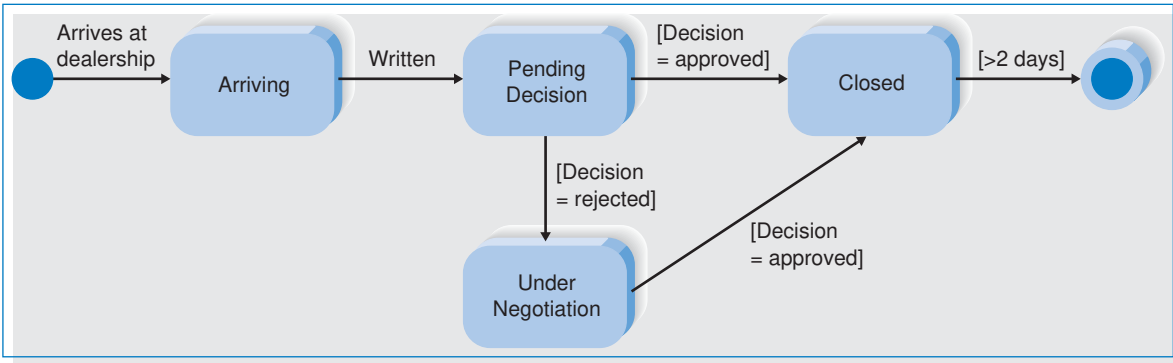 Arrives at
dealership
Arriving
Written
Pending
Decision
[Decision
= approved]
Closed
[>2 days]
[Decision
= rejected]
Under
Negotiation
[Decision
= approved]